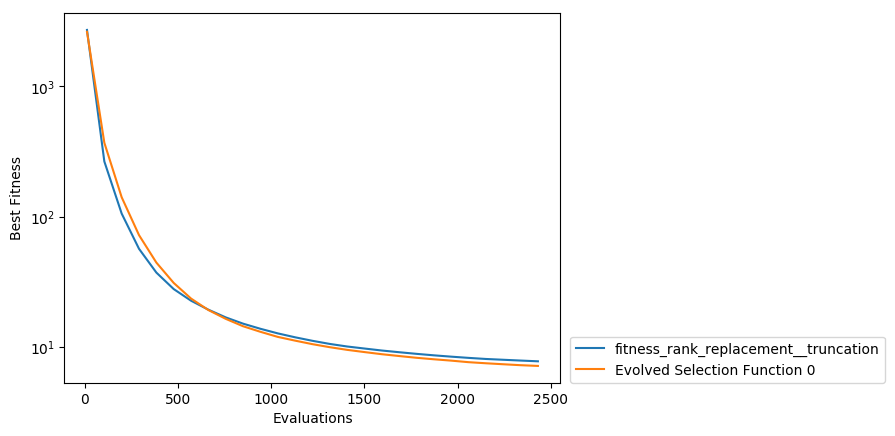 Best Fitness
10³
10²
10¹
0
500
1000
1500
2000
2500
Evaluations
fitness_rank_replacement__truncation
Evolved Selection Function 0